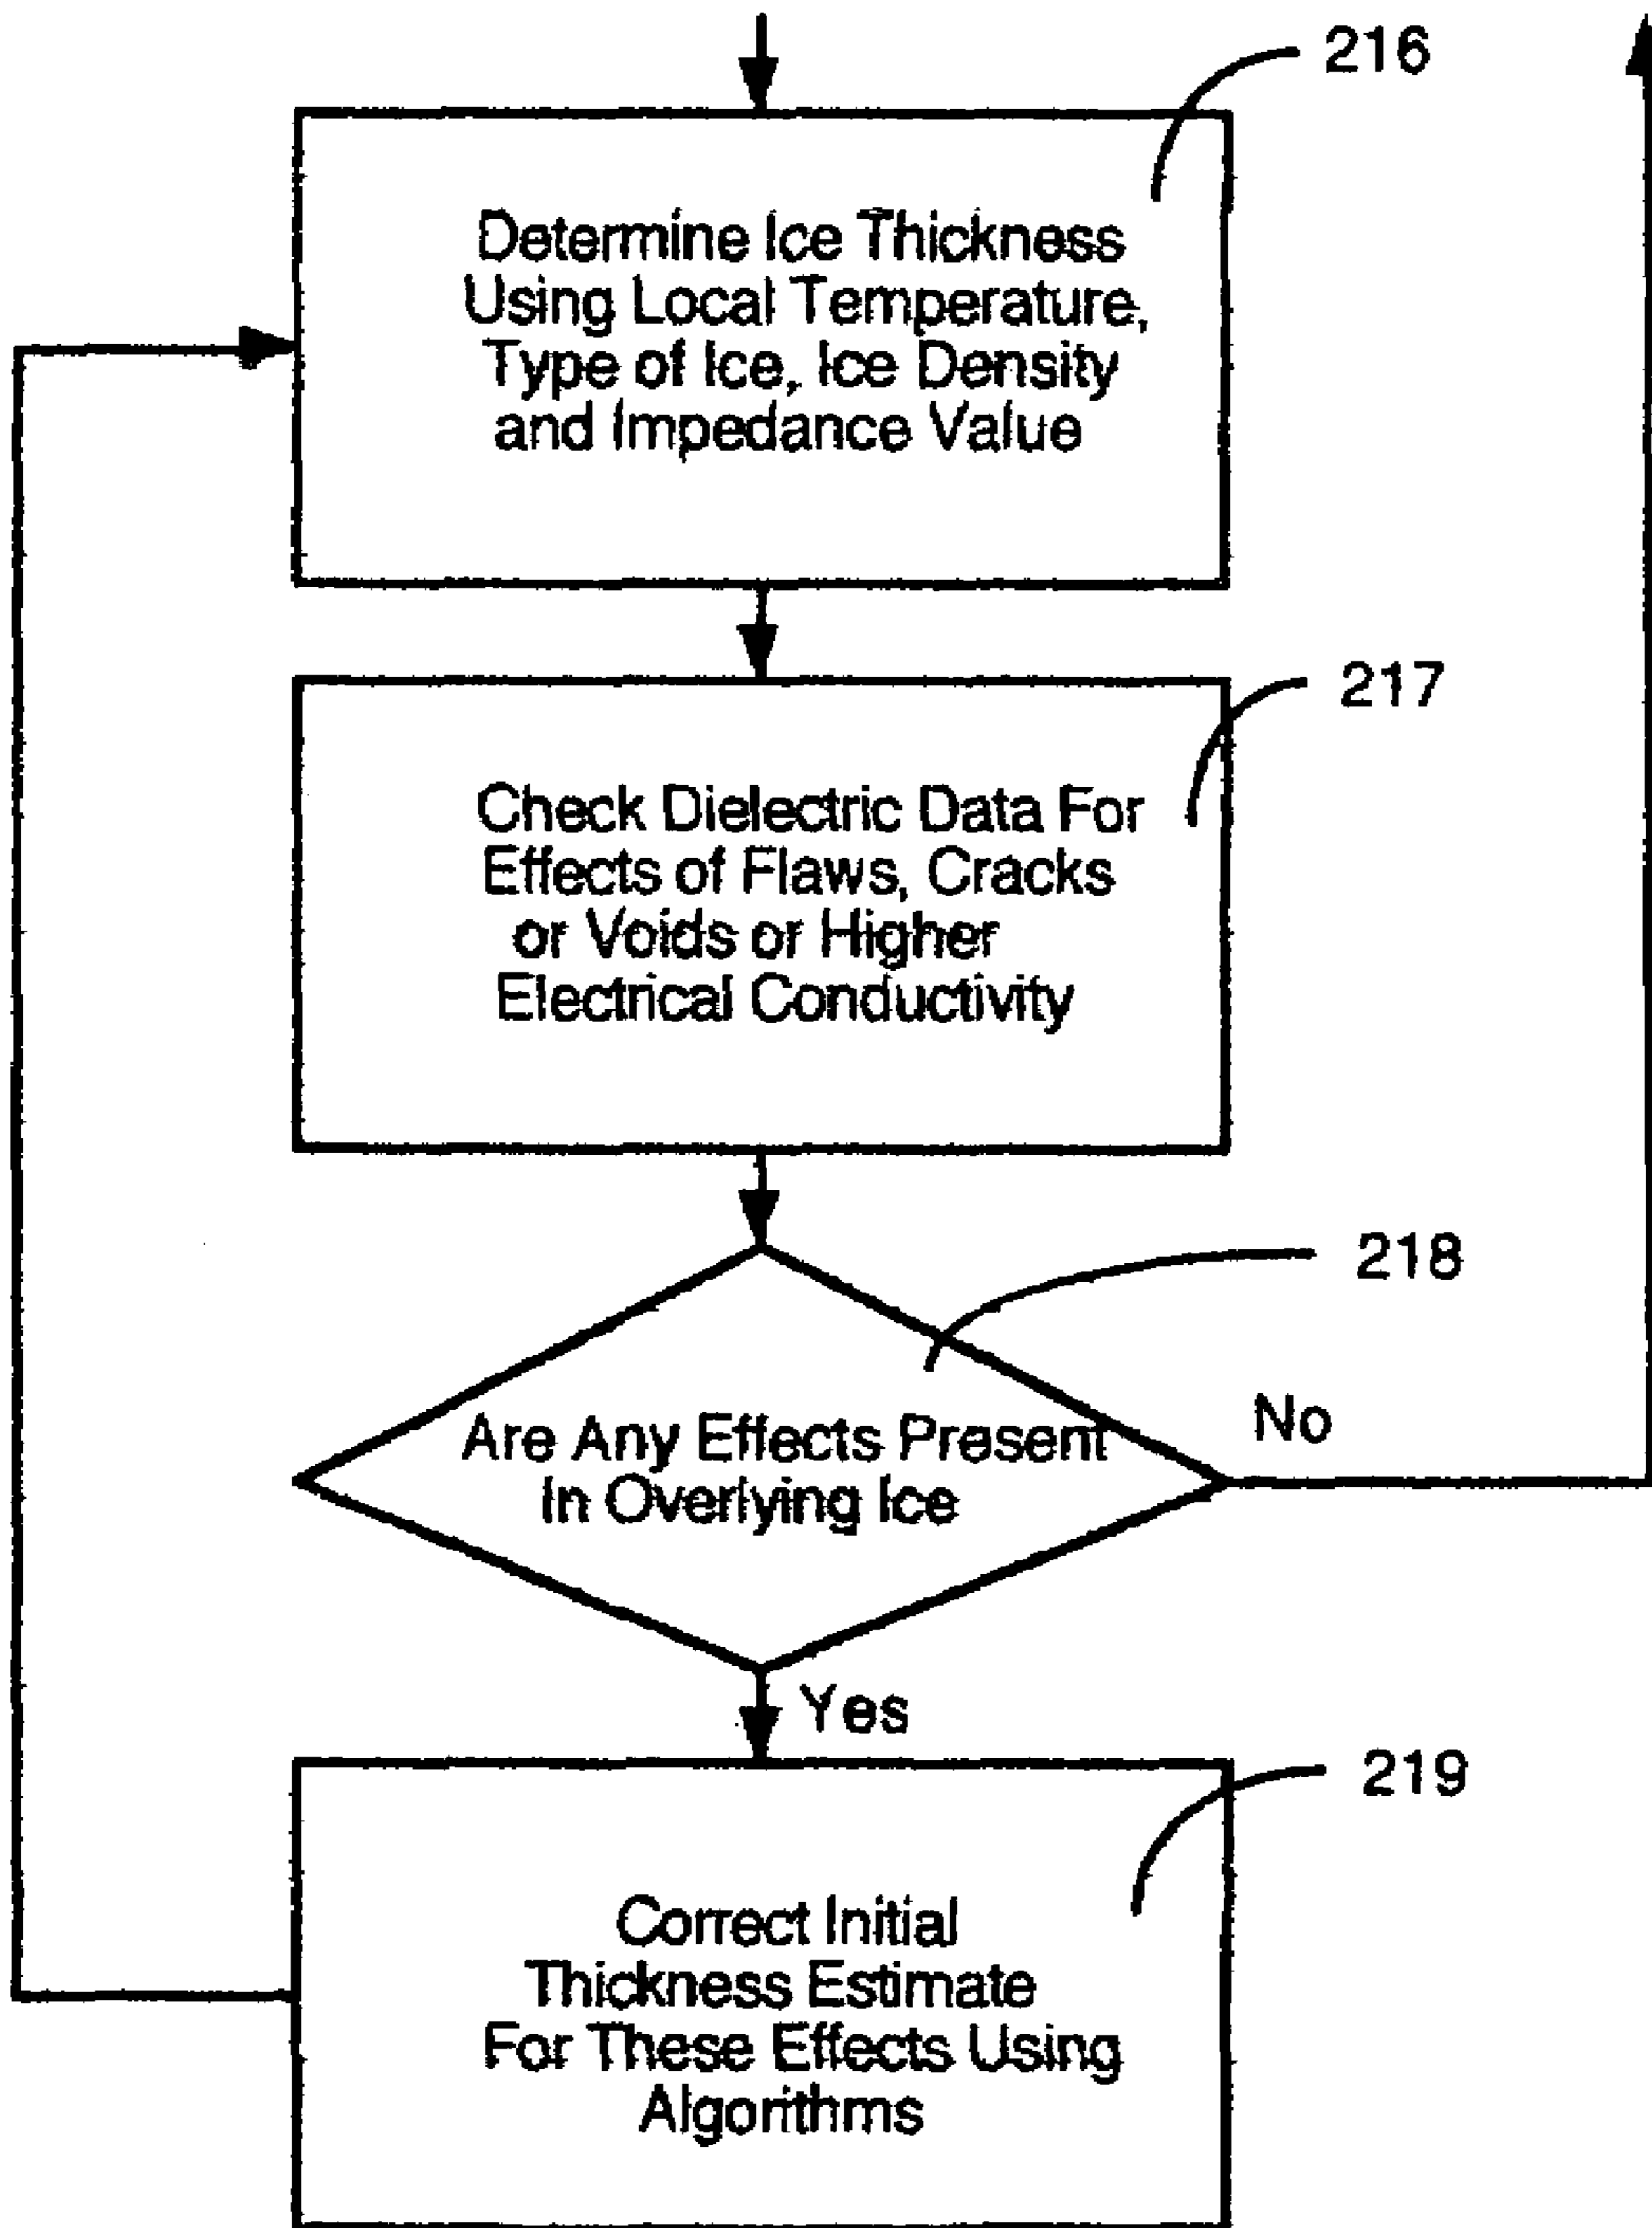 216
Determine Ice Thickness
Using Local Temperature,
Type of Ice, Ice Density
and Impedance Value
217
Check Dielectric Data For
Effects of Flaws, Cracks
or Voids or Higher
Electrical Conductivity
218
Are Any Effects Present
In Overlying Ice
No
Yes
219
Correct Initial
Thickness Estimate
For These Effects Using
Algorithms